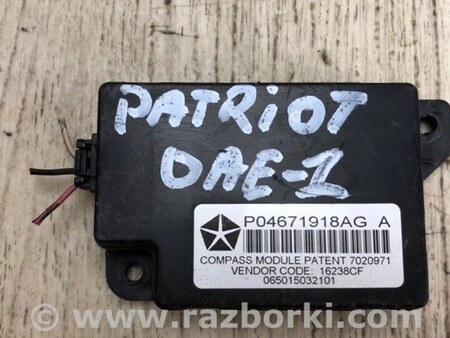 PATRIOT
DAE-1
P04671918AG A
COMPASS MODULE PATENT 7020971
VENDOR CODE: 16238CF
065015032101
www.razborki.com